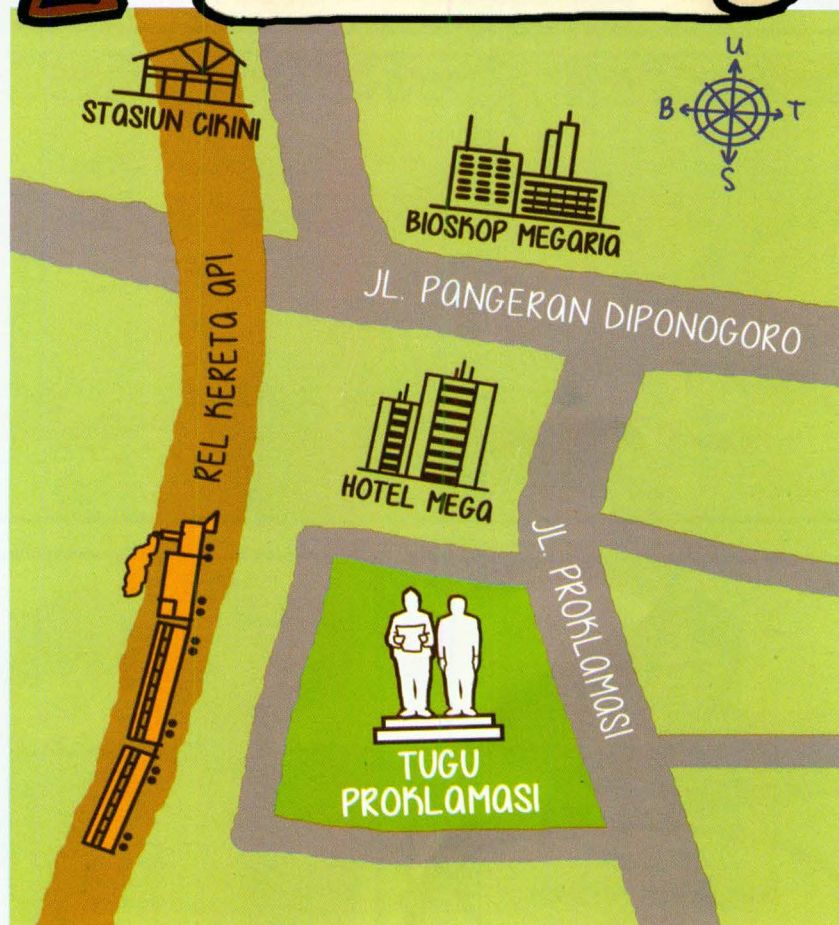 U
B T
S
STASIUN CIKINI
BIOSKOP MEGARIA
JL. PANGERAN DIPONOGORO
REL KERETA API
HOTEL MEGA
JL. PROKLAMASI
TUGU
PROKLAMASI